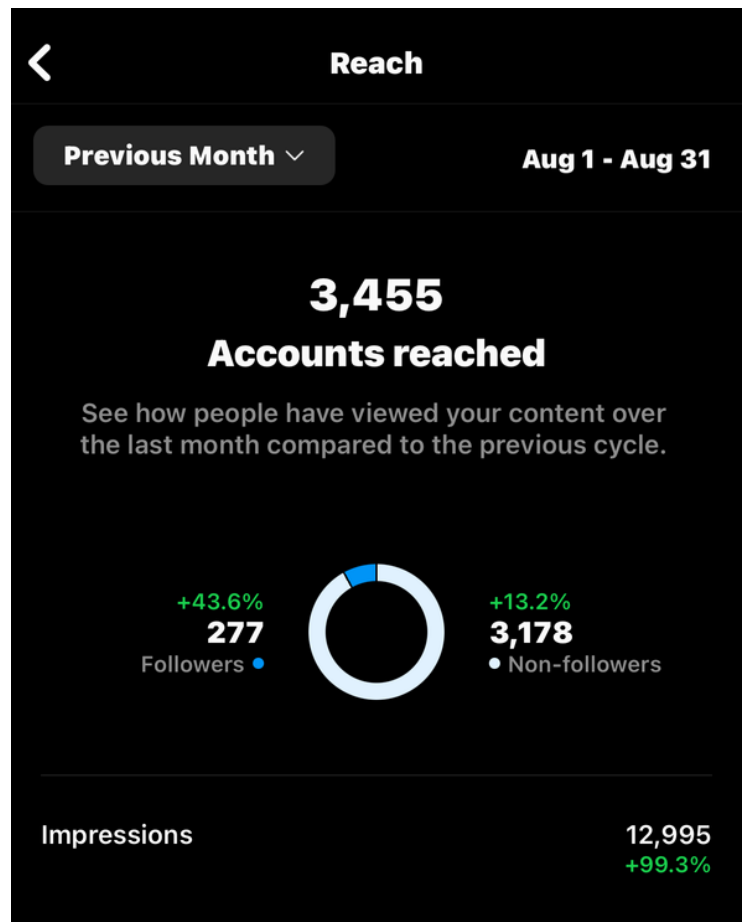 Reach
Previous Month
Aug 1 - Aug 31
3,455
Accounts reached
See how people have viewed your content over
the last month compared to the previous cycle.
+43.6%
277
Followers
+13.2%
3,178
Non-followers
Impressions
12,995
+99.3%